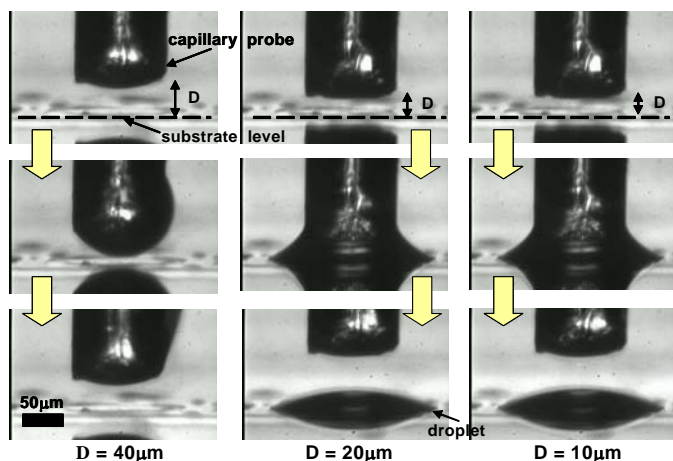 capillary probe
D
D
D
substrate level
50μm
droplet
D = 40μm
D = 20μm
D = 10μm